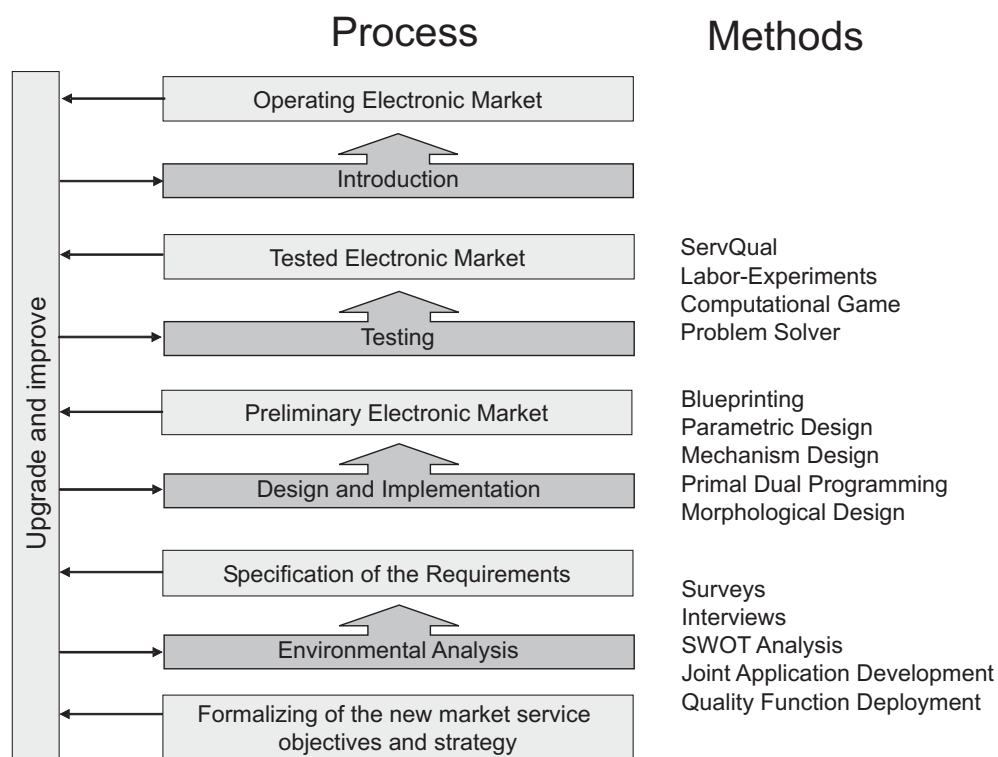 Process
Methods
Operating Electronic Market
Introduction
Tested Electronic Market
Testing
ServQual
Labor-Experiments
Computational Game
Problem Solver
Upgrade and improve
Preliminary Electronic Market
Design and Implementation
Blueprinting
Parametric Design
Mechanism Design
Primal Dual Programming
Morphological Design
Specification of the Requirements
Environmental Analysis
Formalizing of the new market service
objectives and strategy
Surveys
Interviews
SWOT Analysis
Joint Application Development
Quality Function Deployment